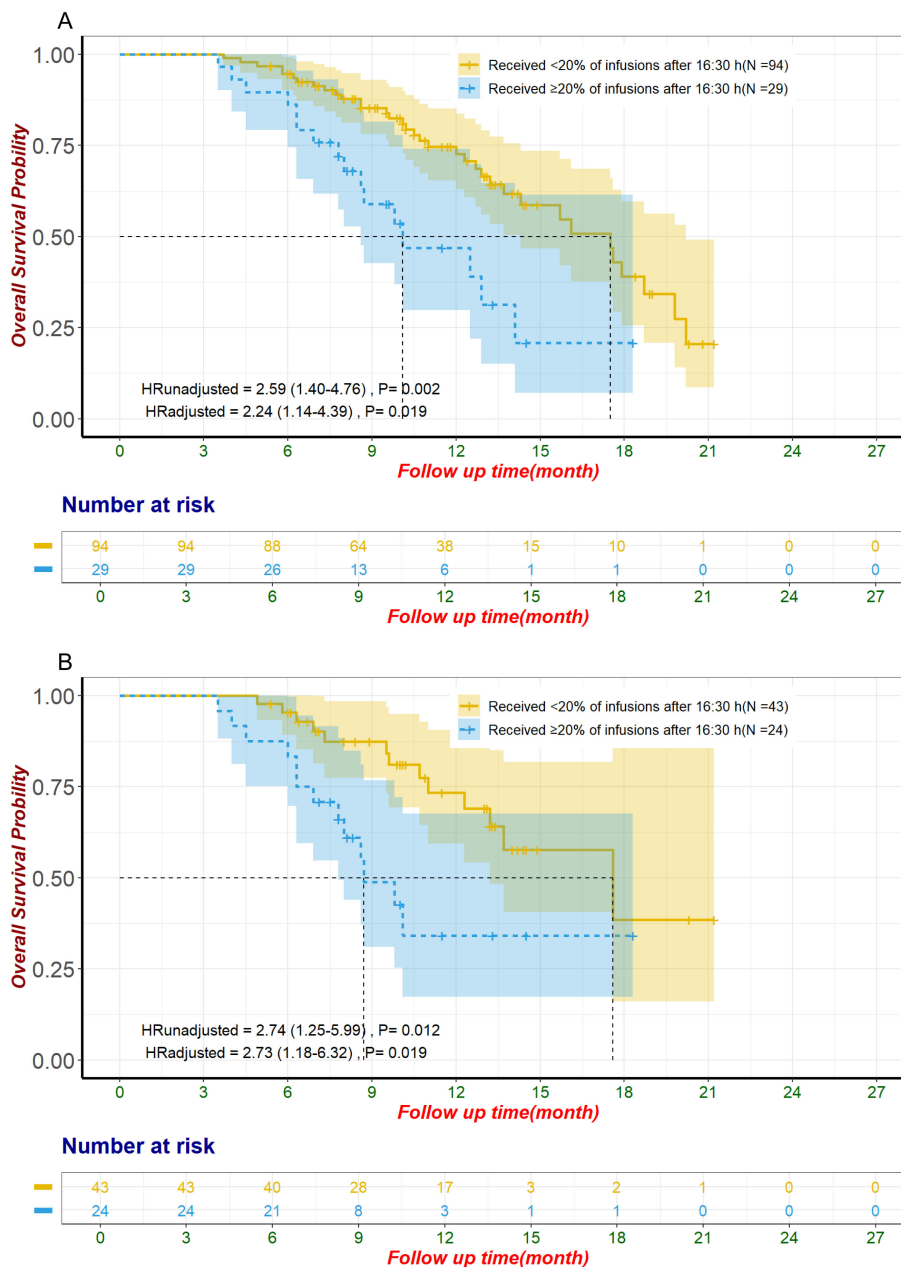 A
1.00
0.75
0.50
0.25
0.00
Overall Survival Probility
Received <20% of infusions after 16:30 h(N =94)
Received ≥20% of infusions after 16:30 h(N =29)
HRunadjusted = 2.59 (1.40-4.76) , P= 0.002
HRadjusted = 2.24 (1.14-4.39) , P= 0.019
0 3 6 9 12 15 18 21 24 27
Follow up time(month)
Number at risk
94 94 88 64 38 15 10 1 0 0
29 29 26 13 6 1 1 0 0 0
0 3 6 9 12 15 18 21 24 27
Follow up time(month)
B
1.00
0.75
0.50
0.25
0.00
Overall Survival Probility
Received <20% of infusions after 16:30 h(N =43)
Received ≥20% of infusions after 16:30 h(N =24)
HRunadjusted = 2.74 (1.25-5.99) , P= 0.012
HRadjusted = 2.73 (1.18-6.32) , P= 0.019
0 3 6 9 12 15 18 21 24 27
Follow up time(month)
Number at risk
43 43 40 28 17 3 2 1 0 0
24 24 21 8 3 1 1 0 0 0
0 3 6 9 12 15 18 21 24 27
Follow up time(month)